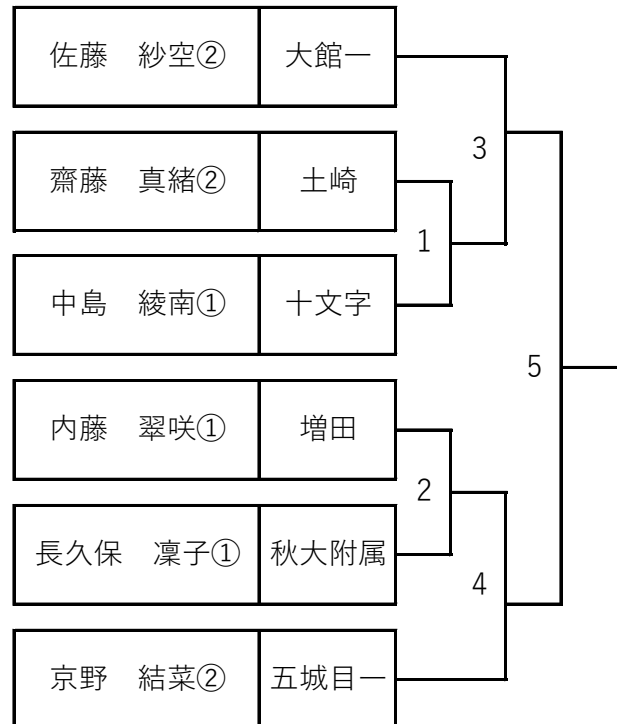 佐藤　紗空② 大館一
3
齋藤　真緒② 土崎
1
中島　綾南① 十文字
5
内藤　翠咲① 増田
2
長久保　凜子① 秋大附属
4
京野　結菜② 五城目一